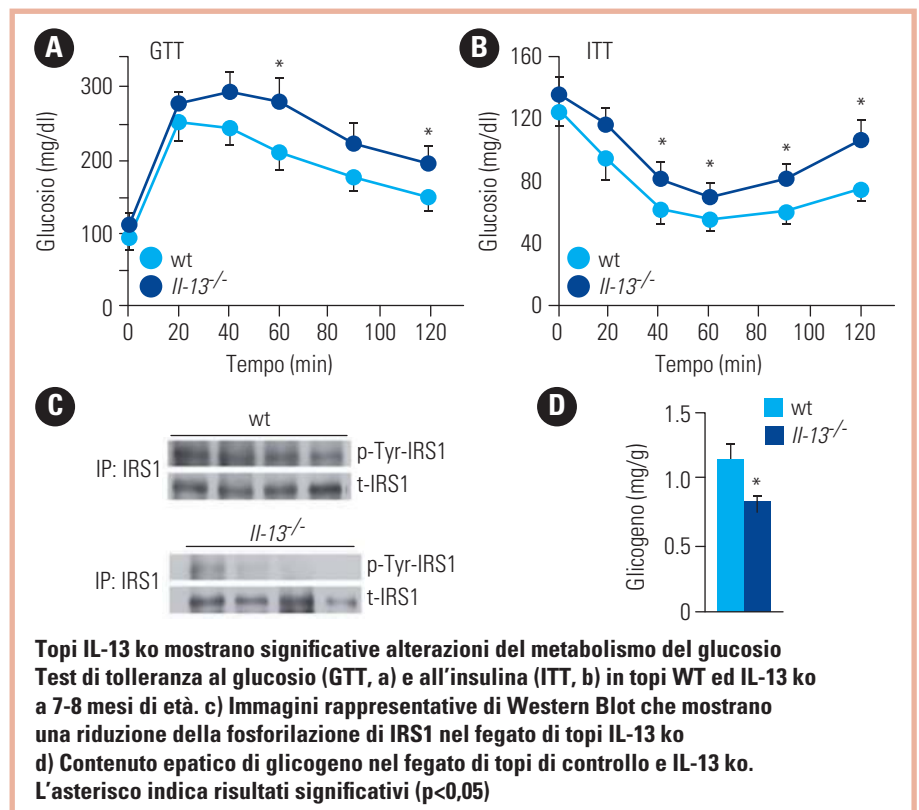 A
GTT
*
*
300
200
100
0
Glucosio (mg/dl)
wt
Il-13-/-
0 20 40 60 80 100 120
Tempo (min)
B
ITT
160
120
80
40
0
Glucosio (mg/dl)
* * * *
wt
Il-13-/-
0 20 40 60 80 100 120
Tempo (min)
C
wt
IP: IRS1
p-Tyr-IRS1
t-IRS1
Il-13-/-
IP: IRS1
p-Tyr-IRS1
t-IRS1
D
wt
Il-13-/-
1.5
1.0
0.5
0
Glicogeno (mg/g)
*
Topi IL-13 ko mostrano significative alterazioni del metabolismo del glucosio
Test di tolleranza al glucosio (GTT, a) e all'insulina (ITT, b) in topi WT ed IL-13 ko
a 7-8 mesi di età. c) Immagini rappresentative di Western Blot che mostrano
una riduzione della fosforilazione di IRS1 nel fegato di topi IL-13 ko
d) Contenuto epatico di glicogeno nel fegato di topi di controllo e IL-13 ko.
L'asterisco indica risultati significativi (p<0,05)